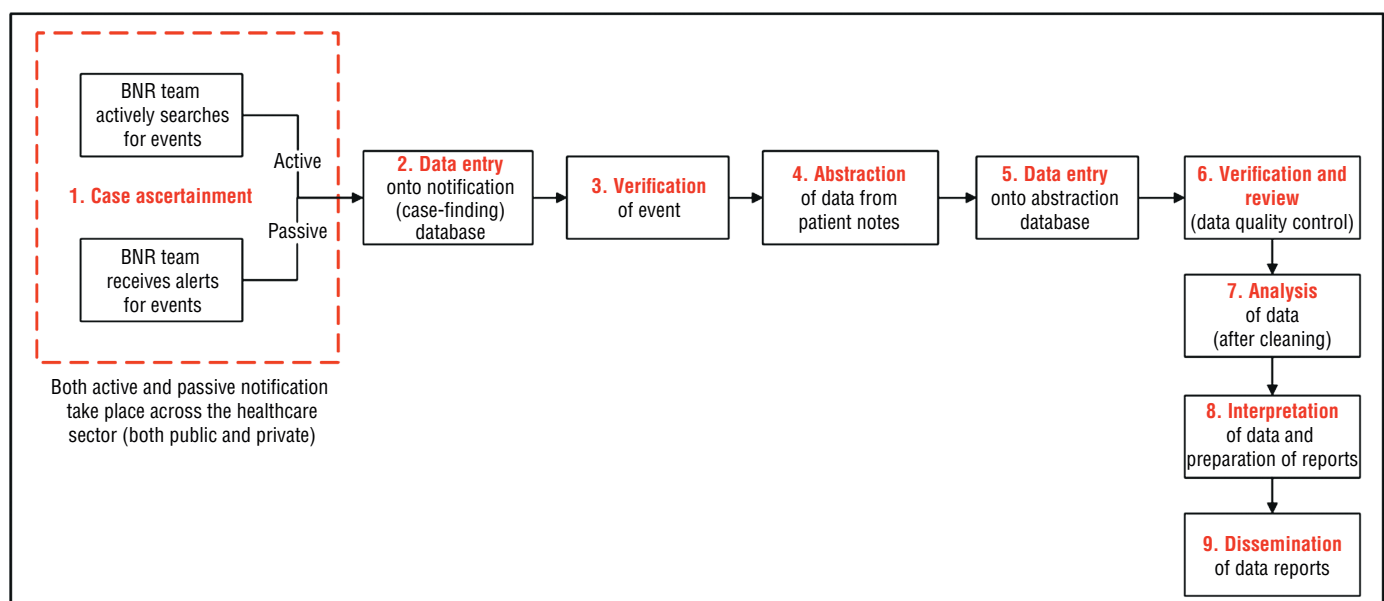 BNR team
actively searches
for events
Active
1. Case ascertainment
Passive
BNR team
receives alerts
for events
Both active and passive notification
take place across the healthcare
sector (both public and private)
2. Data entry
onto notification
(case-finding)
database
3. Verification
of event
4. Abstraction
of data from
patient notes
5. Data entry
onto abstraction
database
6. Verification and
review
(data quality control)
7. Analysis
of data
(after cleaning)
8. Interpretation
of data and
preparation of reports
9. Dissemination
of data reports